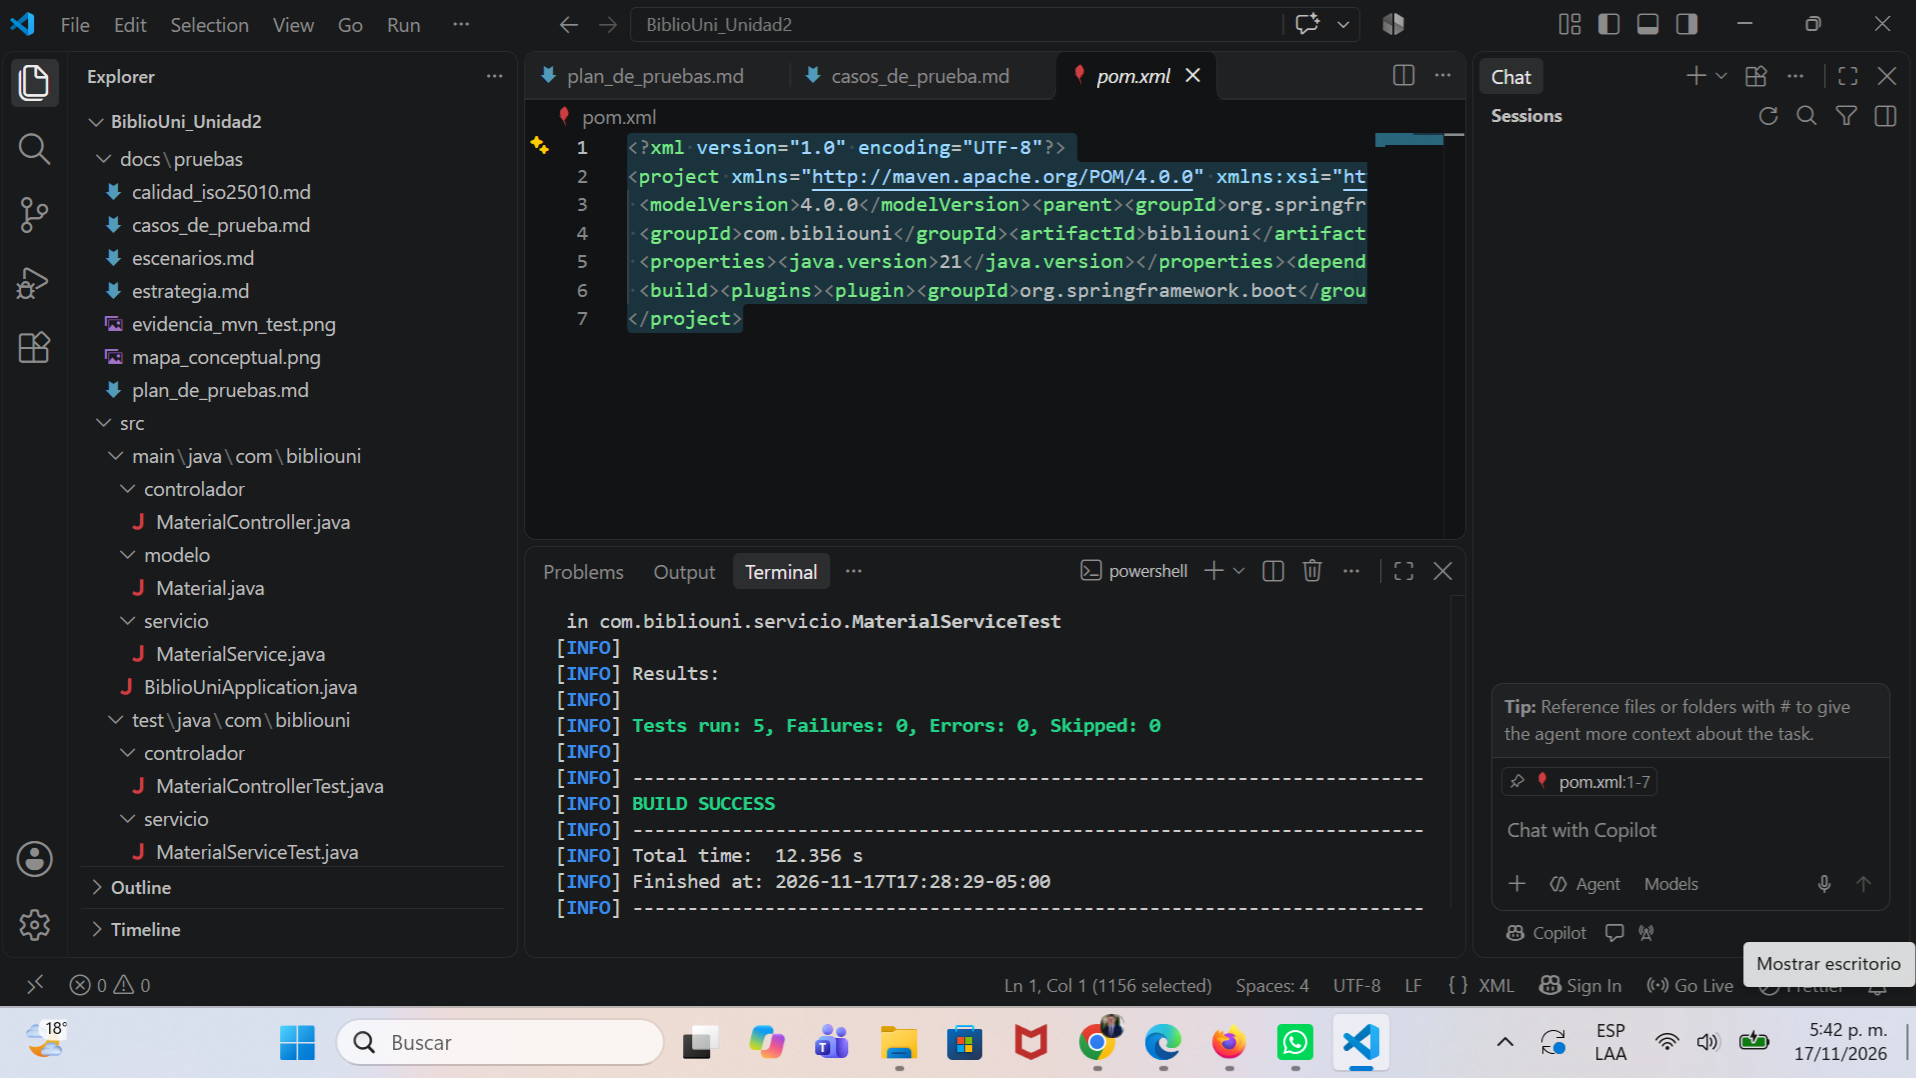 File Edit Selection View Go Run ···
BiblioUni_Unidad2
Explorer
BiblioUni_Unidad2
docs\pruebas
calidad_iso25010.md
casos_de_prueba.md
escenarios.md
estrategia.md
evidencia_mvn_test.png
mapa_conceptual.png
plan_de_pruebas.md
src
main\java\com\bibliouni
controlador
MaterialController.java
modelo
Material.java
servicio
MaterialService.java
BiblioUniApplication.java
test\java\com\bibliouni
controlador
MaterialControllerTest.java
servicio
MaterialServiceTest.java
Outline
Timeline
plan_de_pruebas.md casos_de_prueba.md pom.xml
pom.xml
1 <?xml version="1.0" encoding="UTF-8"?>
2 <project xmlns="http://maven.apache.org/POM/4.0.0" xmlns:xsi="ht
3 <modelVersion>4.0.0</modelVersion><parent><groupId>org.springfr
4 <groupId>com.bibliouni</groupId><artifactId>bibliouni</artifact
5 <properties><java.version>21</java.version></properties><depend
6 <build><plugins><plugin><groupId>org.springframework.boot</grou
7 </project>
Problems Output Terminal ··· powershell
in com.bibliouni.servicio.MaterialServiceTest
[INFO]
[INFO] Results:
[INFO]
[INFO] Tests run: 5, Failures: 0, Errors: 0, Skipped: 0
[INFO]
[INFO] ------------------------------------------------------------------------
[INFO] BUILD SUCCESS
[INFO] ------------------------------------------------------------------------
[INFO] Total time:  12.356 s
[INFO] Finished at: 2026-11-17T17:28:29-05:00
[INFO] ------------------------------------------------------------------------
Chat
Sessions
Tip: Reference files or folders with # to give
the agent more context about the task.
pom.xml:1-7
Chat with Copilot
Agent Models
Copilot
Mostrar escritorio
0 0 Ln 1, Col 1 (1156 selected) Spaces: 4 UTF-8 LF { } XML Sign In Go Live
18°
Buscar
ESP
LAA
5:42 p. m.
17/11/2026